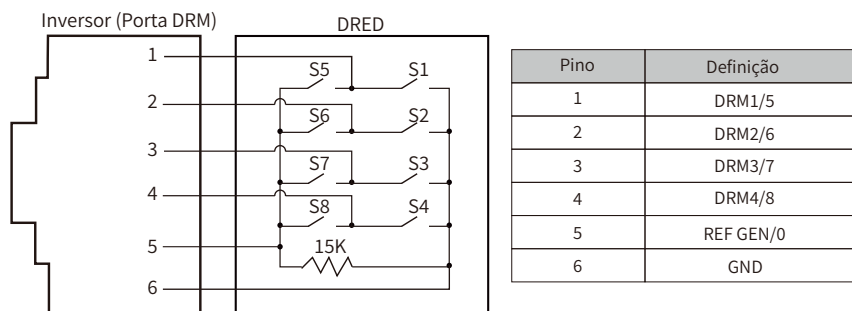 Inversor (Porta DRM)
DRED
1
S5
S1
2
S6
S2
3
S7
S3
4
S8
S4
5
15K
6
Pino Definição
1 DRM1/5
2 DRM2/6
3 DRM3/7
4 DRM4/8
5 REF GEN/0
6 GND